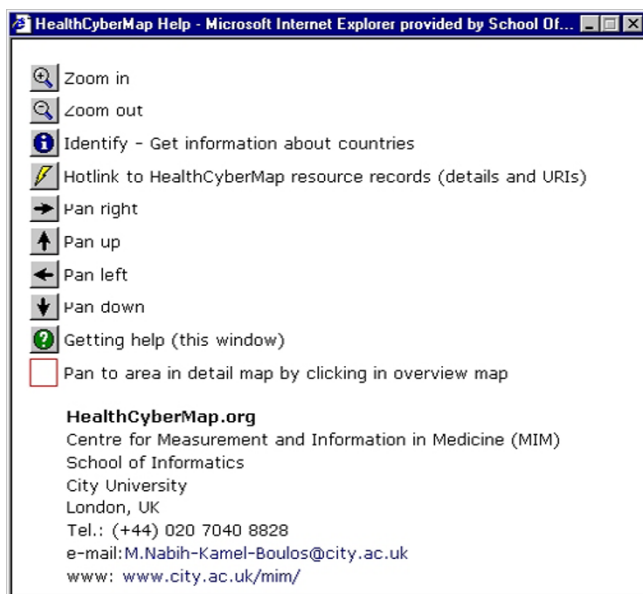 HealthCyberMap Help - Microsoft Internet Explorer provided by School Of...
Zoom in
Zoom out
Identify - Get information about countries
Hotlink to HealthCyberMap resource records (details and URIs)
Pan right
Pan up
Pan left
Pan down
Getting help (this window)
Pan to area in detail map by clicking in overview map
HealthCyberMap.org
Centre for Measurement and Information in Medicine (MIM)
School of Informatics
City University
London, UK
Tel.: (+44) 020 7040 8828
e-mail:M.Nabih-Kamel-Boulos@city.ac.uk
www: www.city.ac.uk/mim/